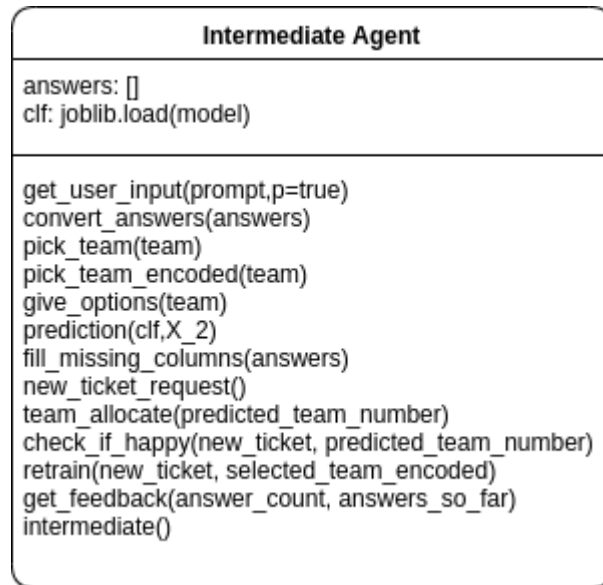 Intermediate Agent
answers: []
clf: joblib.load(model)
get_user_input(prompt,p=true)
convert_answers(answers)
pick_team(team)
pick_team_encoded(team)
give_options(team)
prediction(clf,X_2)
fill_missing_columns(answers)
new_ticket_request()
team_allocate(predicted_team_number)
check_if_happy(new_ticket, predicted_team_number)
retrain(new_ticket, selected_team_encoded)
get_feedback(answer_count, answers_so_far)
intermediate()